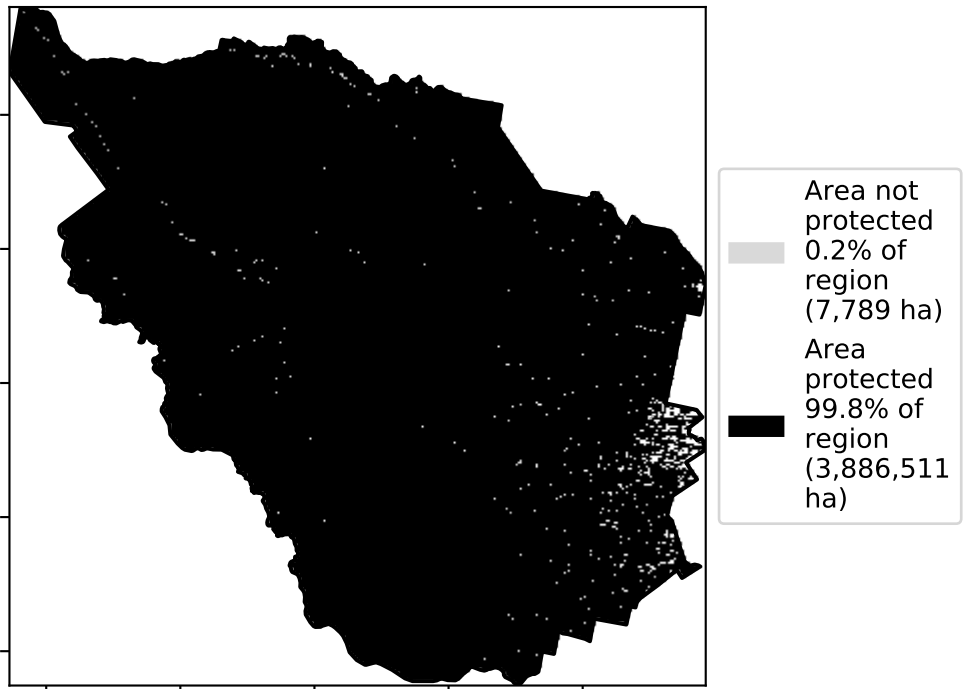 Area not
protected
0.2% of
region
(7,789 ha)
Area
protected
99.8% of
region
(3,886,511
ha)